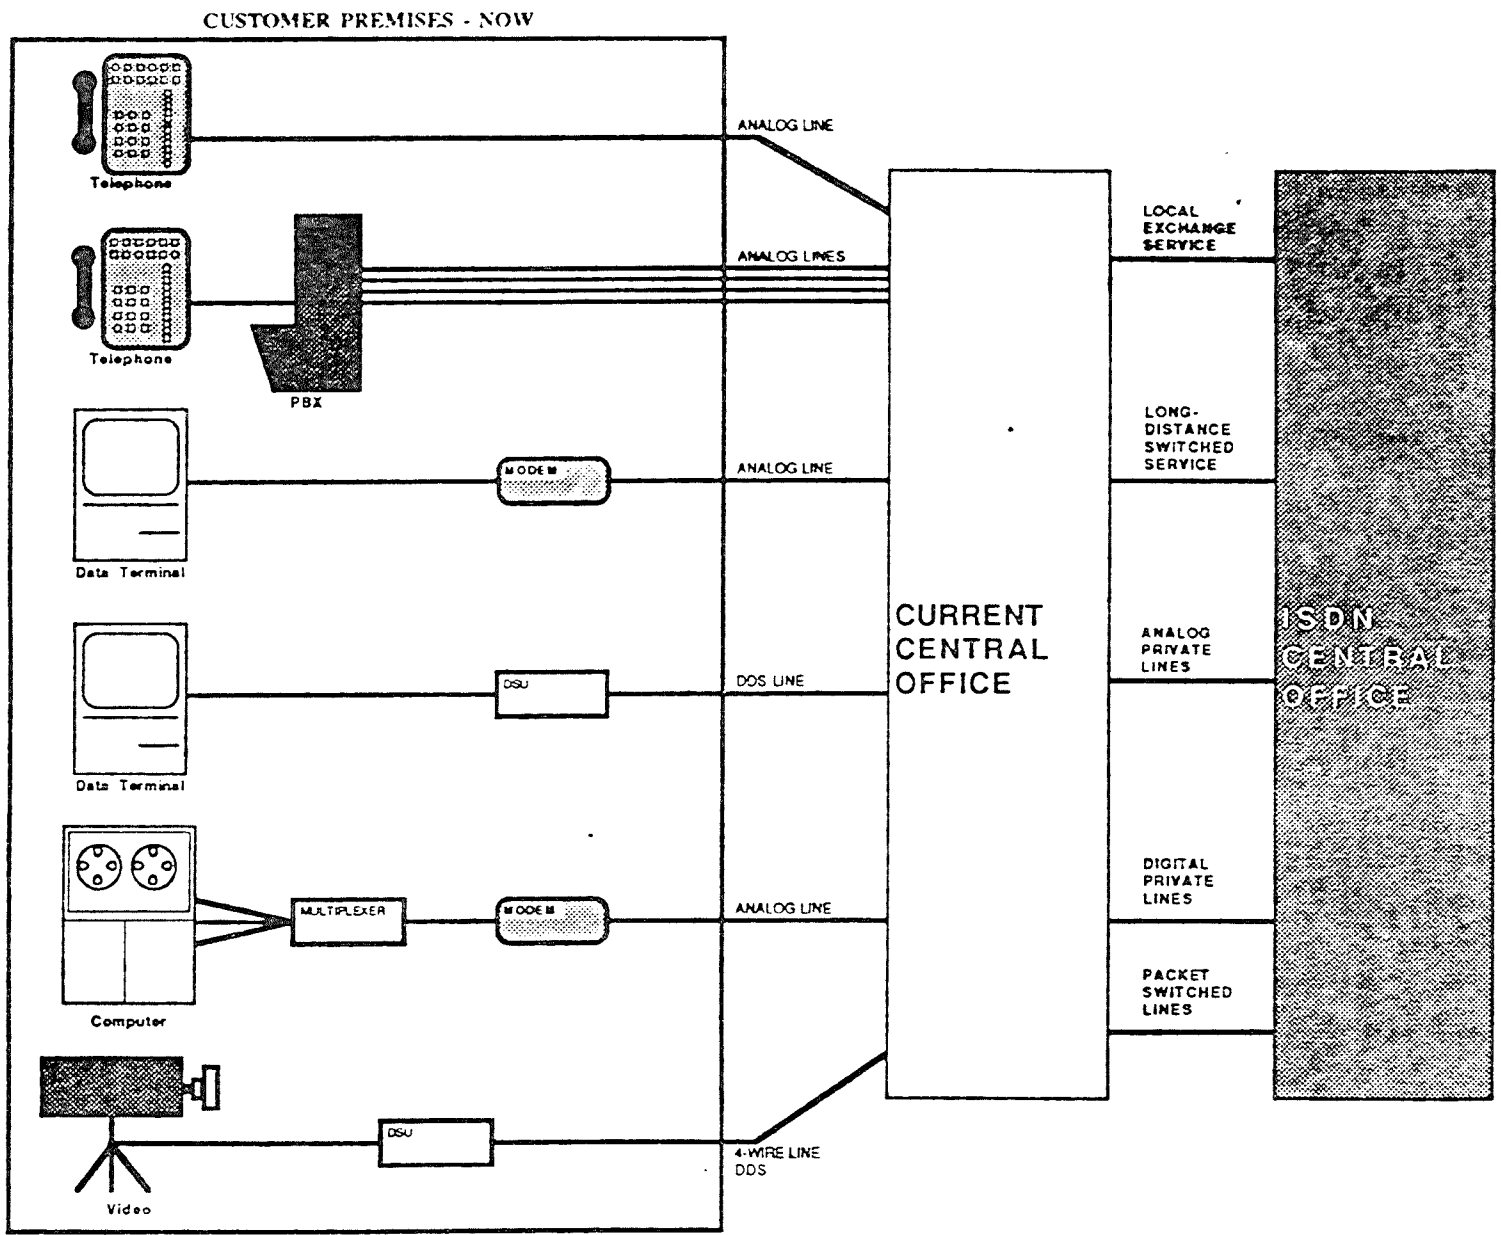 CUSTOMER PREMISES - NOW
Telephone
ANALOG LINE
Telephone
PBX
ANALOG LINES
Data Terminal
MODEM
ANALOG LINE
Data Terminal
DSU
DDS LINE
Computer
MULTIPLEXER
MODEM
ANALOG LINE
Video
DSU
4-WIRE LINE
DDS
CURRENT
CENTRAL
OFFICE
LOCAL
EXCHANGE
SERVICE
LONG-
DISTANCE
SWITCHED
SERVICE
ANALOG
PRIVATE
LINES
DIGITAL
PRIVATE
LINES
PACKET
SWITCHED
LINES
ISDN
CENTRAL
OFFICE